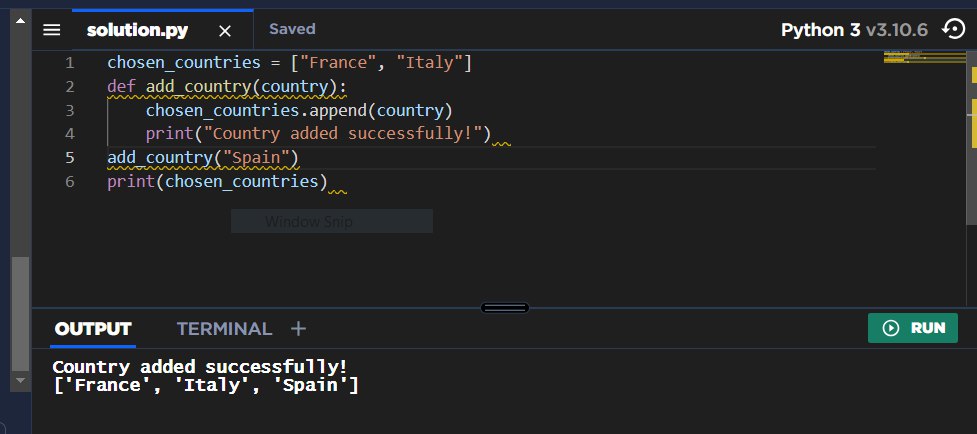 solution.py × Saved Python 3 v3.10.6
1 chosen_countries = ["France", "Italy"]
2 def add_country(country):
3     chosen_countries.append(country)
4     print("Country added successfully!")
5 add_country("Spain")
6 print(chosen_countries)
Window Snip
OUTPUT TERMINAL + RUN
Country added successfully!
['France', 'Italy', 'Spain']